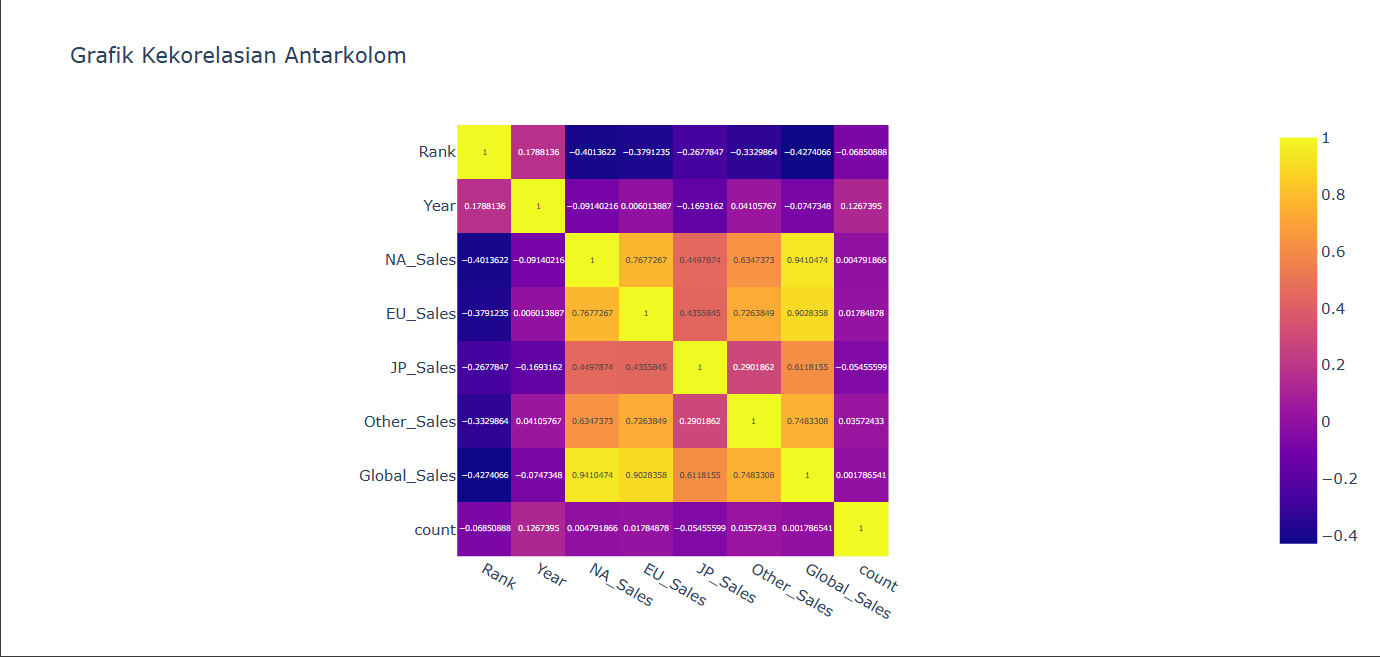 Grafik Kekorelasian Antarkolom
Rank 1 0.1788136 −0.4013622 −0.3791235 −0.2677847 −0.3329864 −0.4274066 −0.06850888
Year 0.1788136 1 −0.09140216 0.006013887 −0.1693162 0.04105767 −0.0747348 0.1267395
NA_Sales −0.4013622 −0.09140216 1 0.7677267 0.4497874 0.6347373 0.9410474 0.004791866
EU_Sales −0.3791235 0.006013887 0.7677267 1 0.4355845 0.7263849 0.9028358 0.01784878
JP_Sales −0.2677847 −0.1693162 0.4497874 0.4355845 1 0.2901862 0.6118155 −0.05455599
Other_Sales −0.3329864 0.04105767 0.6347373 0.7263849 0.2901862 1 0.7483308 0.03572433
Global_Sales −0.4274066 −0.0747348 0.9410474 0.9028358 0.6118155 0.7483308 1 0.001786541
count −0.06850888 0.1267395 0.004791866 0.01784878 −0.05455599 0.03572433 0.001786541 1
Rank Year NA_Sales EU_Sales JP_Sales Other_Sales Global_Sales count
1
0.8
0.6
0.4
0.2
0
−0.2
−0.4